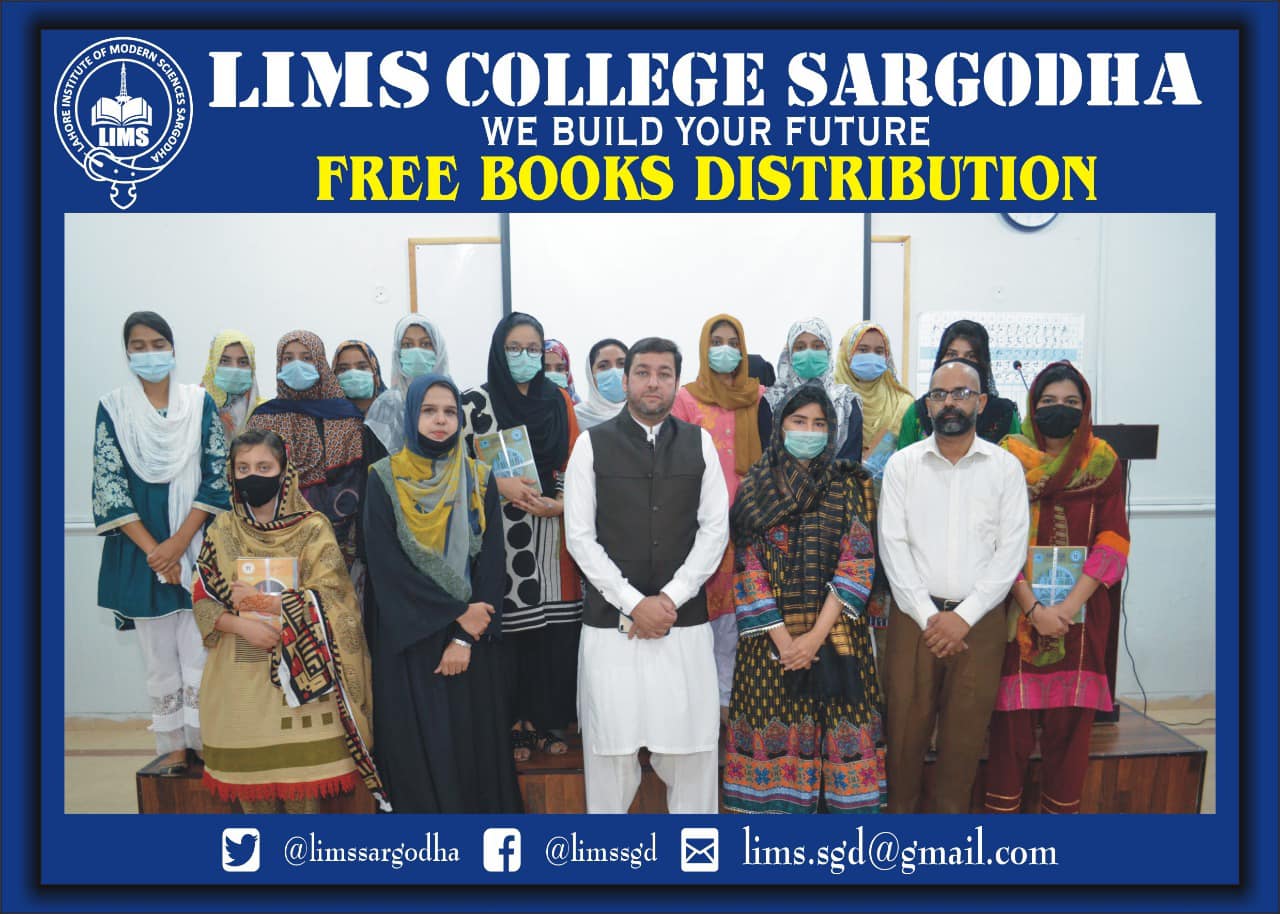 LAHORE INSTITUTE OF MODERN SCIENCES SARGODHA
LIMS
LIMS COLLEGE SARGODHA
WE BUILD YOUR FUTURE
FREE BOOKS DISTRIBUTION
@limssargodha @limssgd lims.sgd@gmail.com